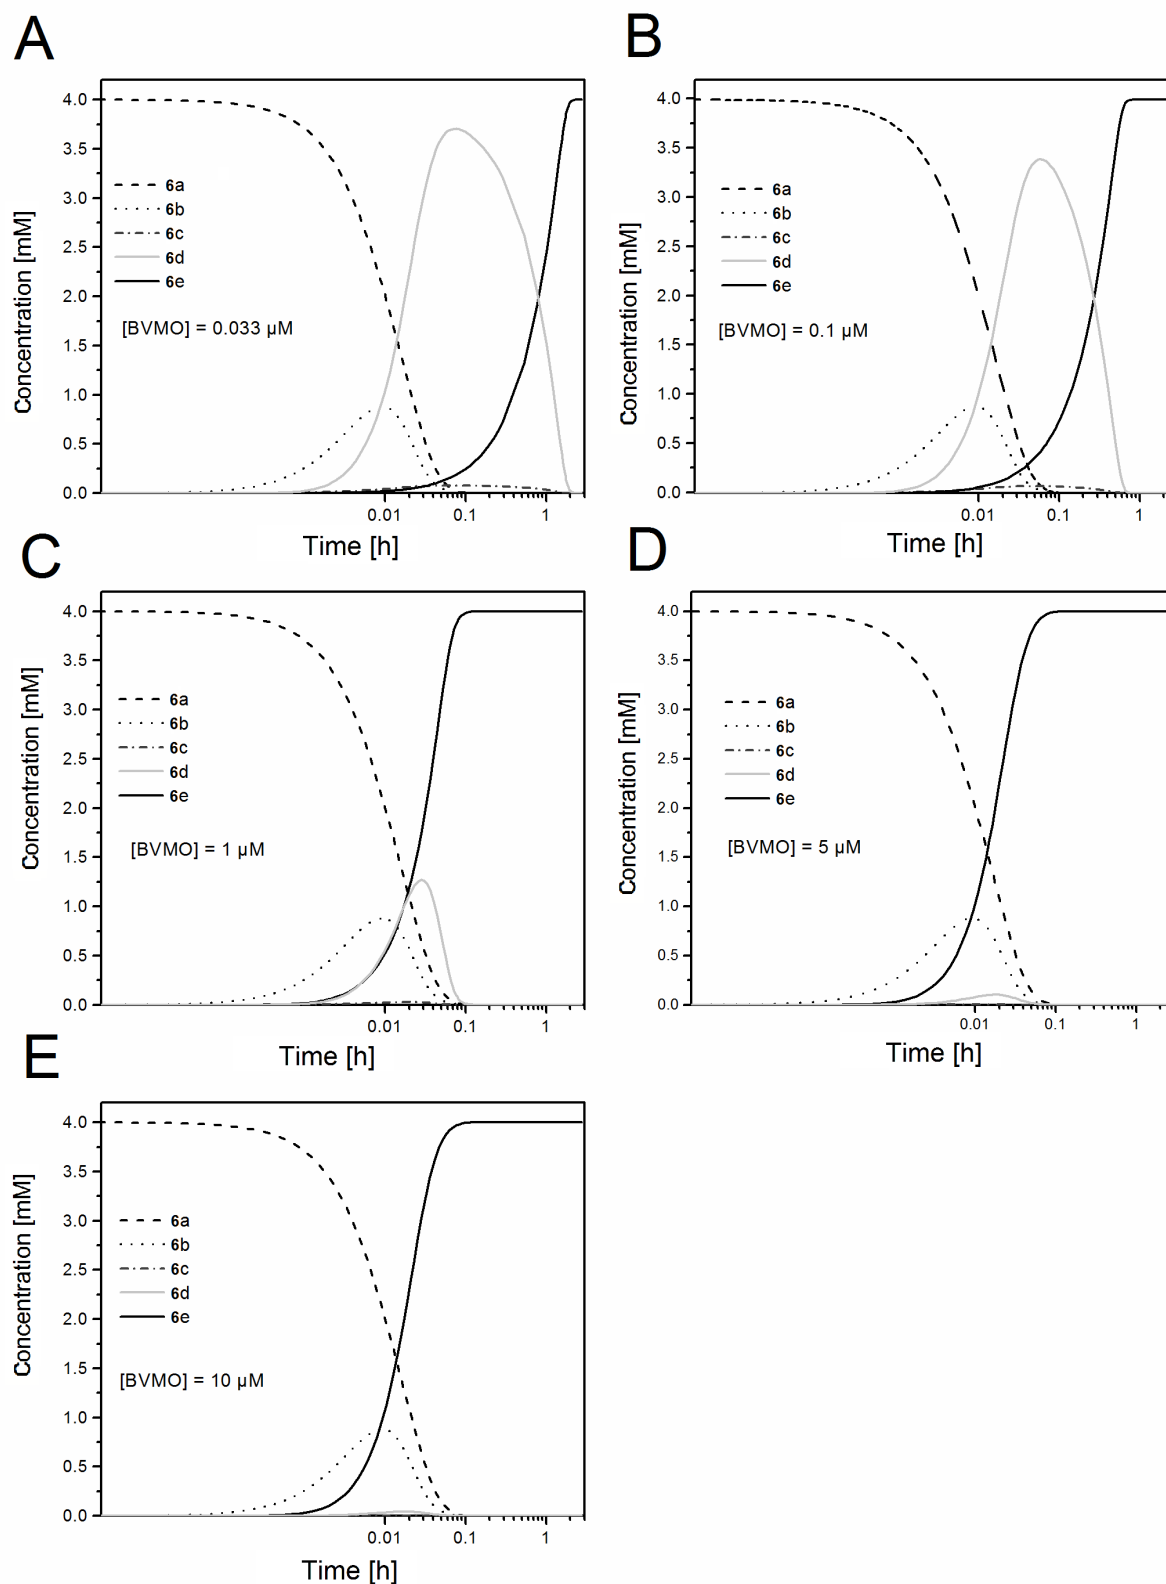 A
Concentration [mM]
4.0
3.5
3.0
2.5
2.0
1.5
1.0
0.5
0.0
6a
6b
6c
6d
6e
[BVMO] = 0.033 µM
0.01
0.1
1
Time [h]
B
Concentration [mM]
4.0
3.5
3.0
2.5
2.0
1.5
1.0
0.5
0.0
6a
6b
6c
6d
6e
[BVMO] = 0.1 µM
0.01
0.1
1
Time [h]
C
Concentration [mM]
4.0
3.5
3.0
2.5
2.0
1.5
1.0
0.5
0.0
6a
6b
6c
6d
6e
[BVMO] = 1 µM
0.01
0.1
1
Time [h]
D
Concentration [mM]
4.0
3.5
3.0
2.5
2.0
1.5
1.0
0.5
0.0
6a
6b
6c
6d
6e
[BVMO] = 5 µM
0.01
0.1
1
Time [h]
E
Concentration [mM]
4.0
3.5
3.0
2.5
2.0
1.5
1.0
0.5
0.0
6a
6b
6c
6d
6e
[BVMO] = 10 µM
0.01
0.1
1
Time [h]